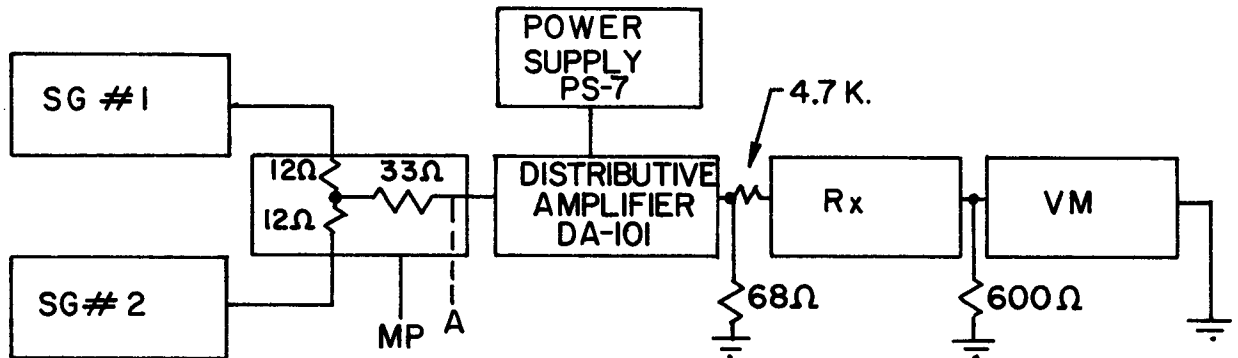 POWER
SUPPLY
PS-7
SG #1
4.7 K.
12Ω
33Ω
12Ω
DISTRIBUTIVE
AMPLIFIER
DA-101
Rx
VM
SG# 2
MP
A
68Ω
600Ω